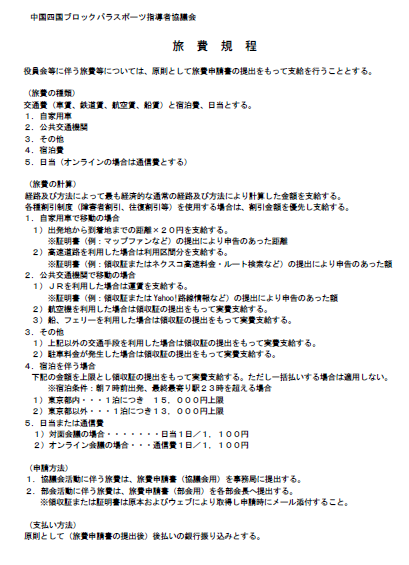 中国四国ブロックパラスポーツ指導者協議会
旅 費 規 程
役員会等に伴う旅費等については、原則として旅費申請書の提出をもって支給を行うこととする。
（旅費の種類）
交通費（車賃、鉄道賃、航空賃、船賃）と宿泊費、日当とする。
１．自家用車
２．公共交通機関
３．その他
４．宿泊費
５．日当（オンラインの場合は通信費とする）
（旅費の計算）
経路及び方法によって最も経済的な通常の経路及び方法により計算した金額を支給する。
各種割引制度（障害者割引、往復割引等）を使用する場合は、割引金額を優先し支給する。
１．自家用車で移動の場合
１）出発地から到着地までの距離×２０円を支給する。
※証明書（例：マップファンなど）の提出により申告のあった距離
２）高速道路を利用した場合は利用区間分を支給する。
※証明書（例：領収証またはネクスコ高速料金・ルート検索など）の提出により申告のあった額
２．公共交通機関で移動の場合
１）ＪＲを利用した場合は運賃を支給する。
※証明書（例：領収証またはYahoo!路線情報など）の提出により申告のあった額
２）航空機を利用した場合は領収書の提出をもって実費支給する。
３）船、フェリーを利用した場合は領収証の提出をもって実費支給する。
３．その他
１）上記以外の交通手段を利用した場合は領収証の提出をもって実費支給する。
２）駐車料金が発生した場合は領収証の提出をもって実費支給する。
４．宿泊を伴う場合
下記の金額を上限とし領収証の提出をもって実費支給する。ただし一括払いする場合は適用しない。
※宿泊条件：朝７時前出発、最終最寄り駅２３時を超える場合
１）東京都内・・・１泊につき １５，０００円上限
２）東京都以外・・・１泊につき１３，０００円上限
５．日当または通信費
１）対面会議の場合・・・・・・・日当１日／１，１００円
２）オンライン会議の場合・・・通信費１日／１，１００円
（申請方法）
１．協議会活動に伴う旅費は、旅費申請書（協議会用）を事務局に提出する。
２．部会活動に伴う旅費は、旅費申請書（部会用）を各部会長へ提出する。
※領収証または証明書は原本およびウェブにより取得し申請時にメール添付すること。
（支払い方法）
原則として（旅費申請書の提出後）後払いの銀行振り込みとする。